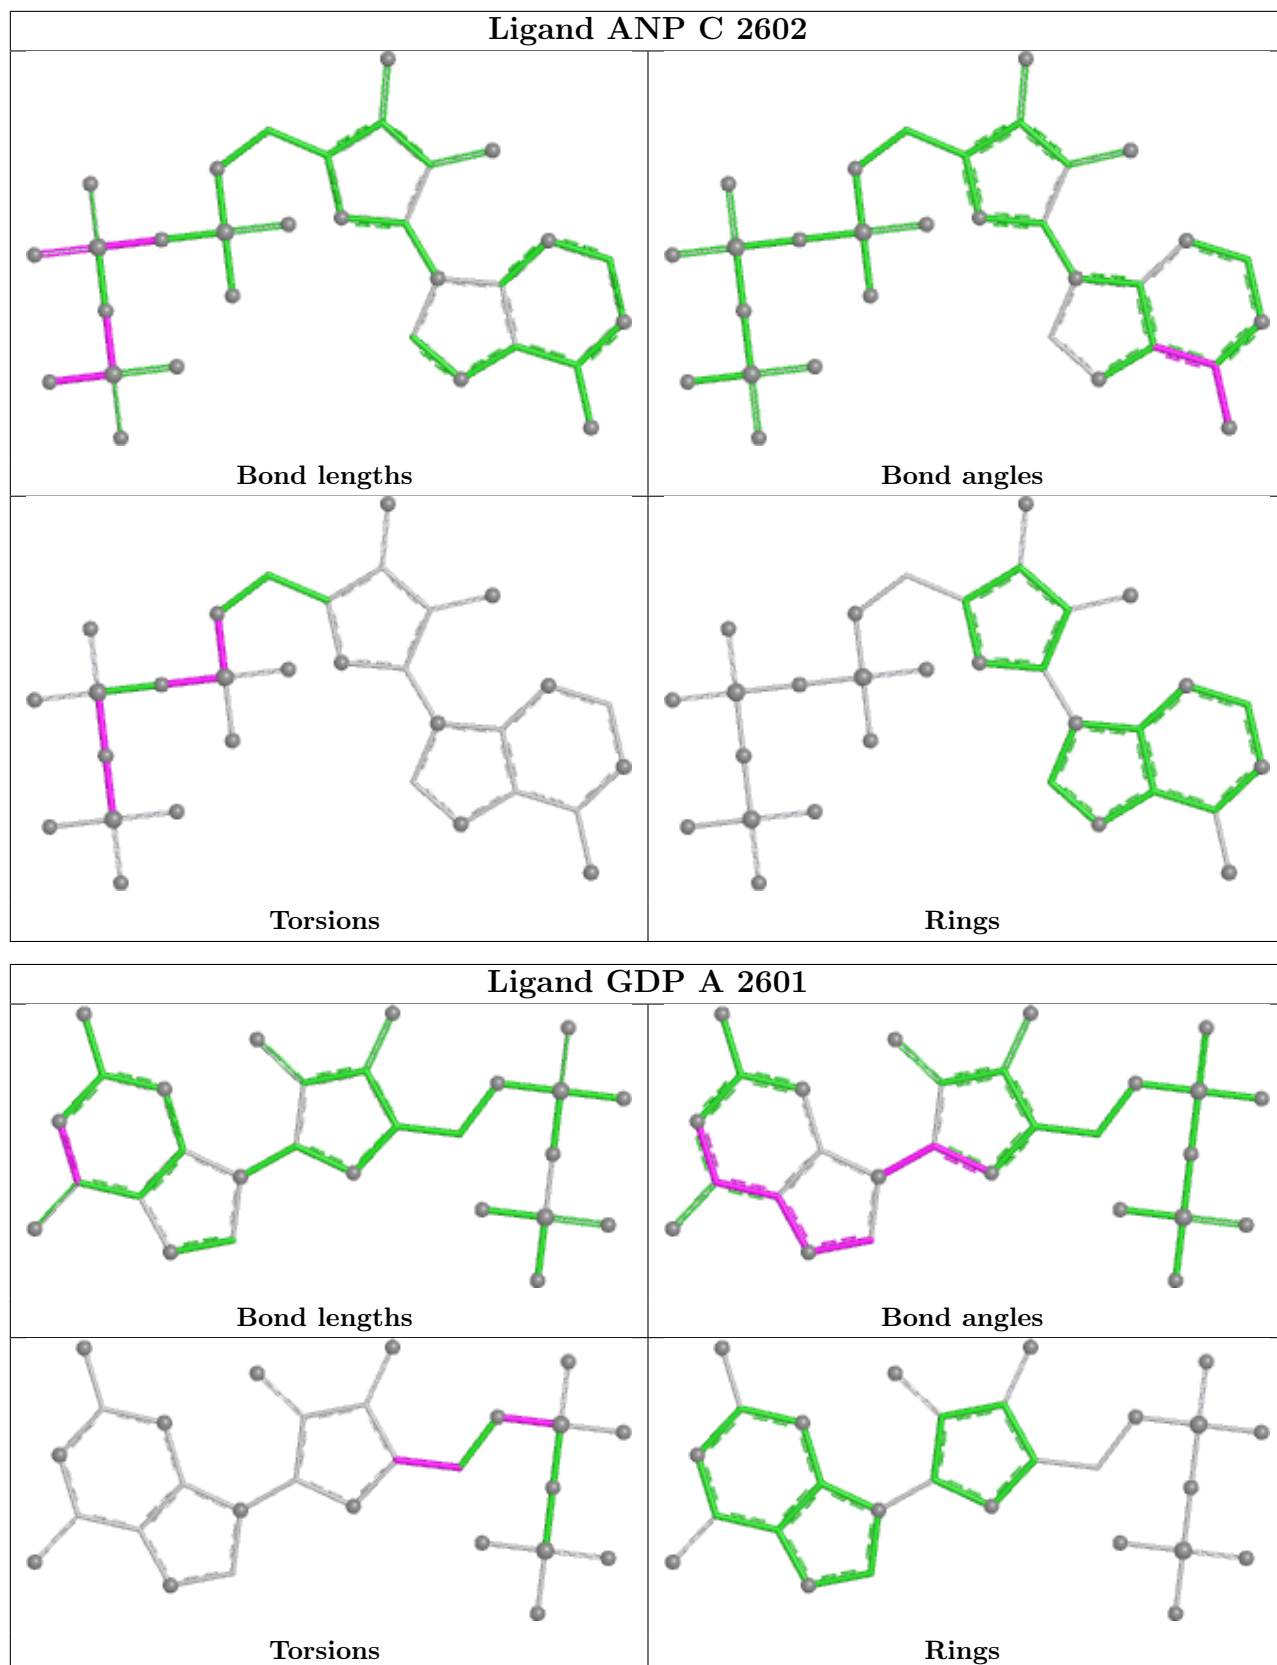 Ligand ANP C 2602
Bond lengths
Bond angles
Torsions
Rings
Ligand GDP A 2601
Bond lengths
Bond angles
Torsions
Rings